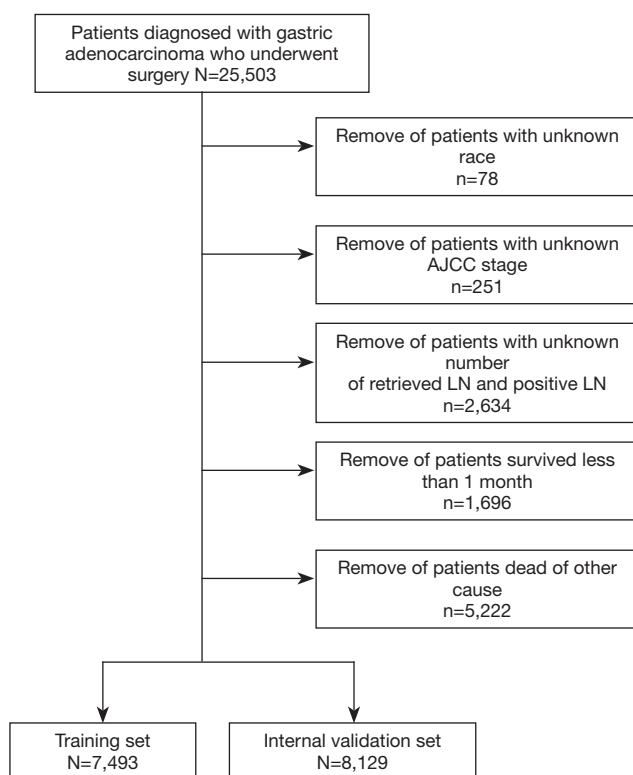 Patients diagnosed with gastric
adenocarcinoma who underwent
surgery N=25,503
Remove of patients with unknown
race
n=78
Remove of patients with unknown
AJCC stage
n=251
Remove of patients with unknown
number
of retrieved LN and positive LN
n=2,634
Remove of patients survived less
than 1 month
n=1,696
Remove of patients dead of other
cause
n=5,222
Training set
N=7,493
Internal validation set
N=8,129